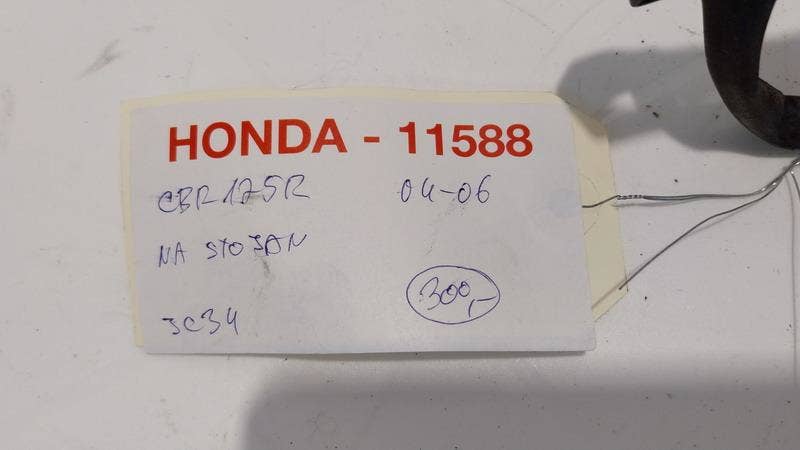 HONDA - 11588
CBR125R 04-06
NA STOJAN
300,-
JC34